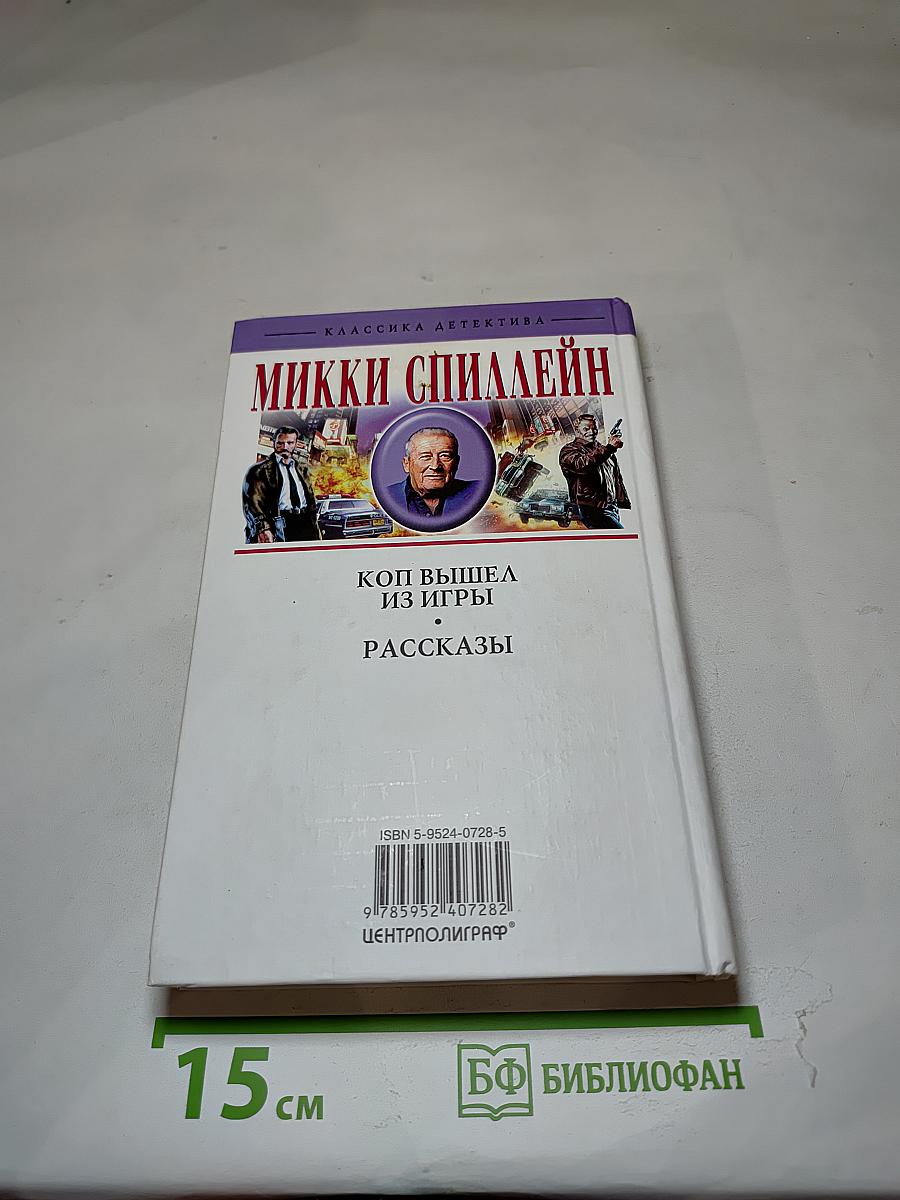 КЛАССИКА ДЕТЕКТИВА
МИККИ СПИЛЛЕЙН
КОП ВЫШЕЛ
ИЗ ИГРЫ
•
РАССКАЗЫ
ISBN 5-9524-0728-5
9 785952 407282
ЦЕНТРПОЛИГРАФ®
15 см
БФ БИБЛИОФАН